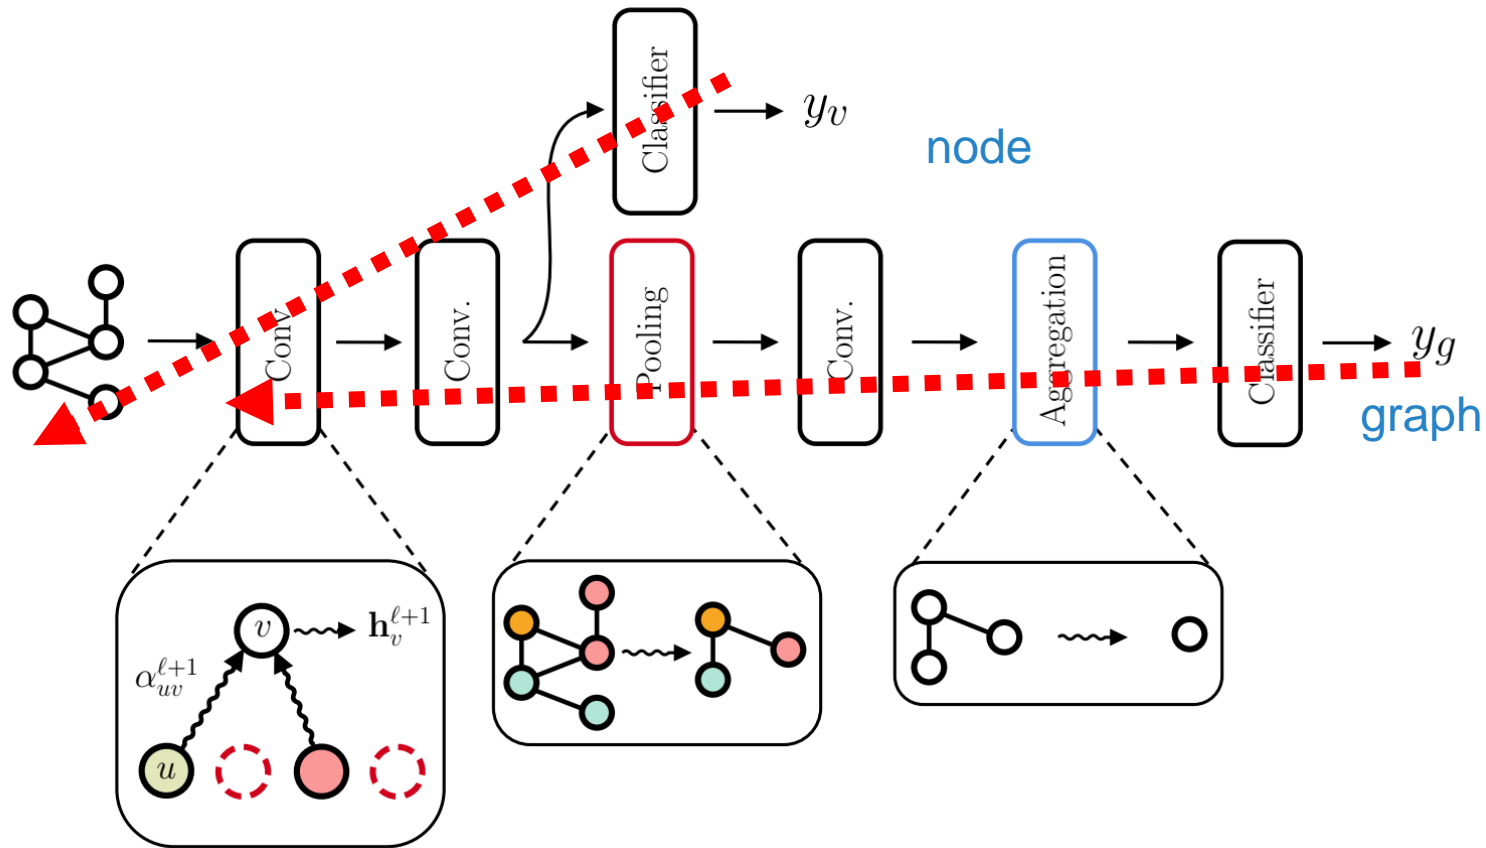 Classifier
y_v
node
Conv.
Conv.
Pooling
Conv.
Aggregation
Classifier
y_g
graph
v
h_v^{ℓ+1}
α_{uv}^{ℓ+1}
u